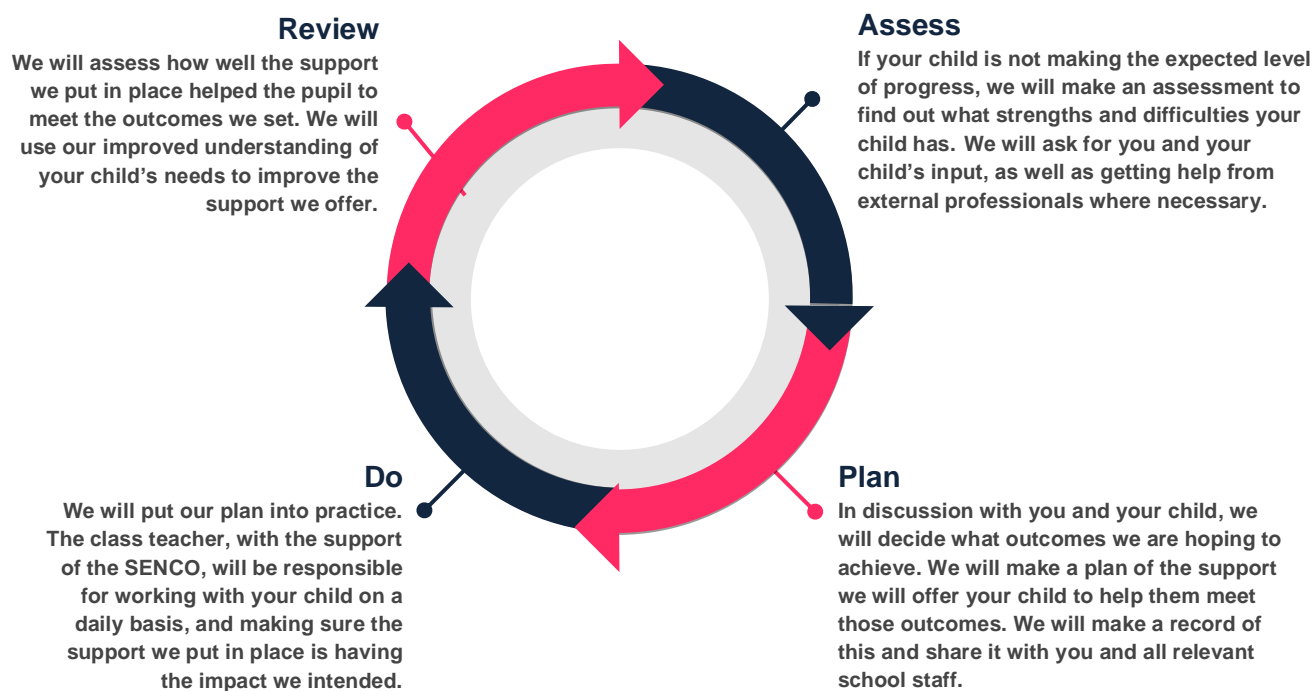 Review
We will assess how well the support
we put in place helped the pupil to
meet the outcomes we set. We will
use our improved understanding of
your child’s needs to improve the
support we offer.
Assess
If your child is not making the expected level
of progress, we will make an assessment to
find out what strengths and difficulties your
child has. We will ask for you and your
child’s input, as well as getting help from
external professionals where necessary.
Do
We will put our plan into practice.
The class teacher, with the support
of the SENCO, will be responsible
for working with your child on a
daily basis, and making sure the
support we put in place is having
the impact we intended.
Plan
In discussion with you and your child, we
will decide what outcomes we are hoping to
achieve. We will make a plan of the support
we will offer your child to help them meet
those outcomes. We will make a record of
this and share it with you and all relevant
school staff.